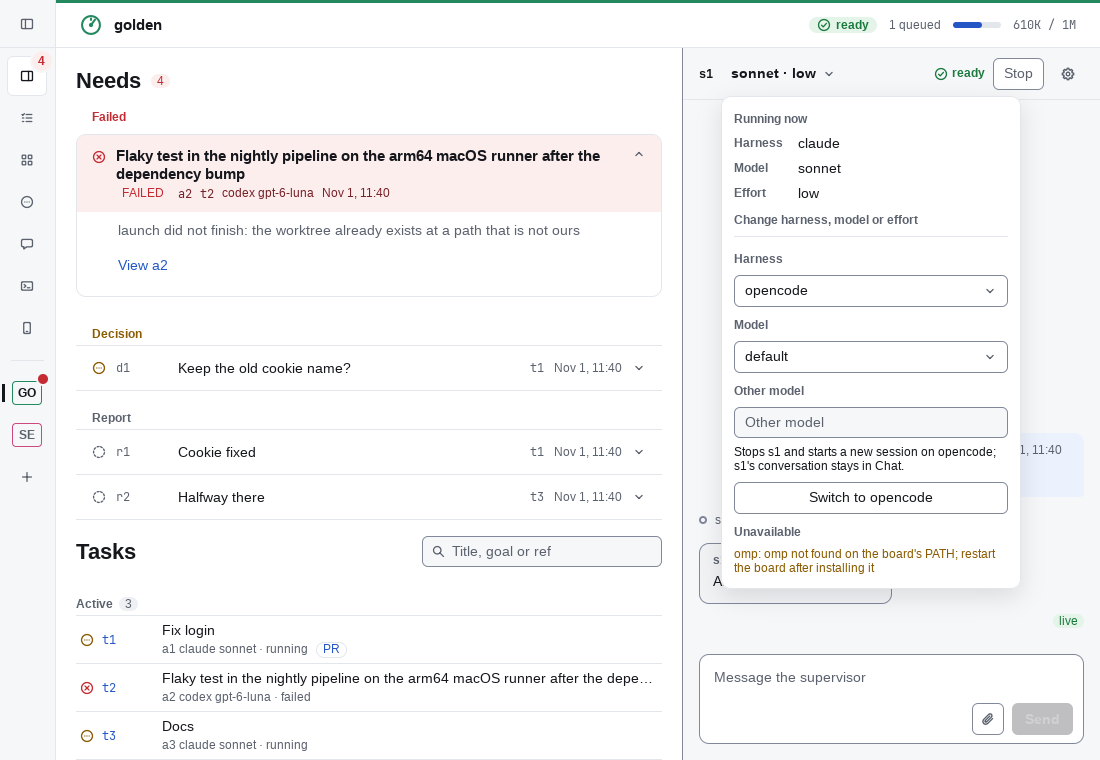 golden
ready
1 queued
610K / 1M
4
Needs 4
Failed
Flaky test in the nightly pipeline on the arm64 macOS runner after the
dependency bump
FAILED a2 t2 codex gpt-6-luna Nov 1, 11:40
launch did not finish: the worktree already exists at a path that is not ours
View a2
Decision
d1 Keep the old cookie name? t1 Nov 1, 11:40
Report
r1 Cookie fixed t1 Nov 1, 11:40
r2 Halfway there t3 Nov 1, 11:40
Tasks
Title, goal or ref
Active 3
t1 Fix login
a1 claude sonnet · running PR
t2 Flaky test in the nightly pipeline on the arm64 macOS runner after the depe…
a2 codex gpt-6-luna · failed
t3 Docs
a3 claude sonnet · running
GO
SE
s1 sonnet · low
ready
Stop
Running now
Harness claude
Model sonnet
Effort low
Change harness, model or effort
Harness
opencode
Model
default
Other model
Other model
Stops s1 and starts a new session on opencode;
s1's conversation stays in Chat.
Switch to opencode
Unavailable
omp: omp not found on the board's PATH; restart
the board after installing it
11:40
live
Message the supervisor
Send